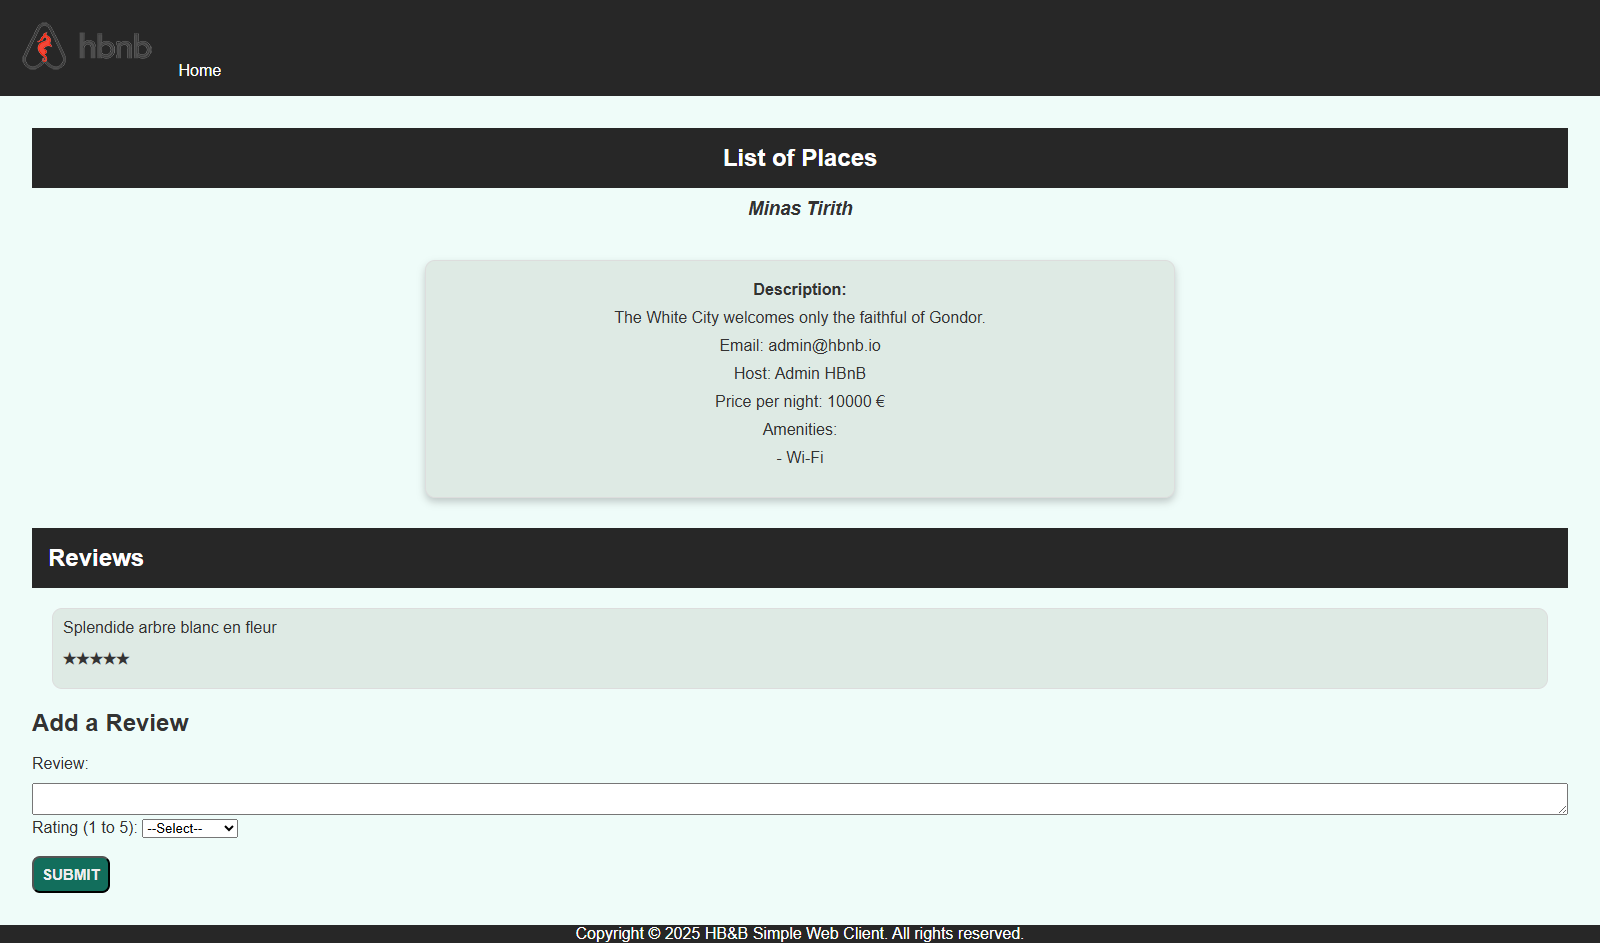 hbnb
Home
List of Places
Minas Tirith
Description:
The White City welcomes only the faithful of Gondor.
Email: admin@hbnb.io
Host: Admin HBnB
Price per night: 10000 €
Amenities:
- Wi-Fi
Reviews
Splendide arbre blanc en fleur
★★★★★
Add a Review
Review:
Rating (1 to 5): --Select--
SUBMIT
Copyright © 2025 HB&B Simple Web Client. All rights reserved.